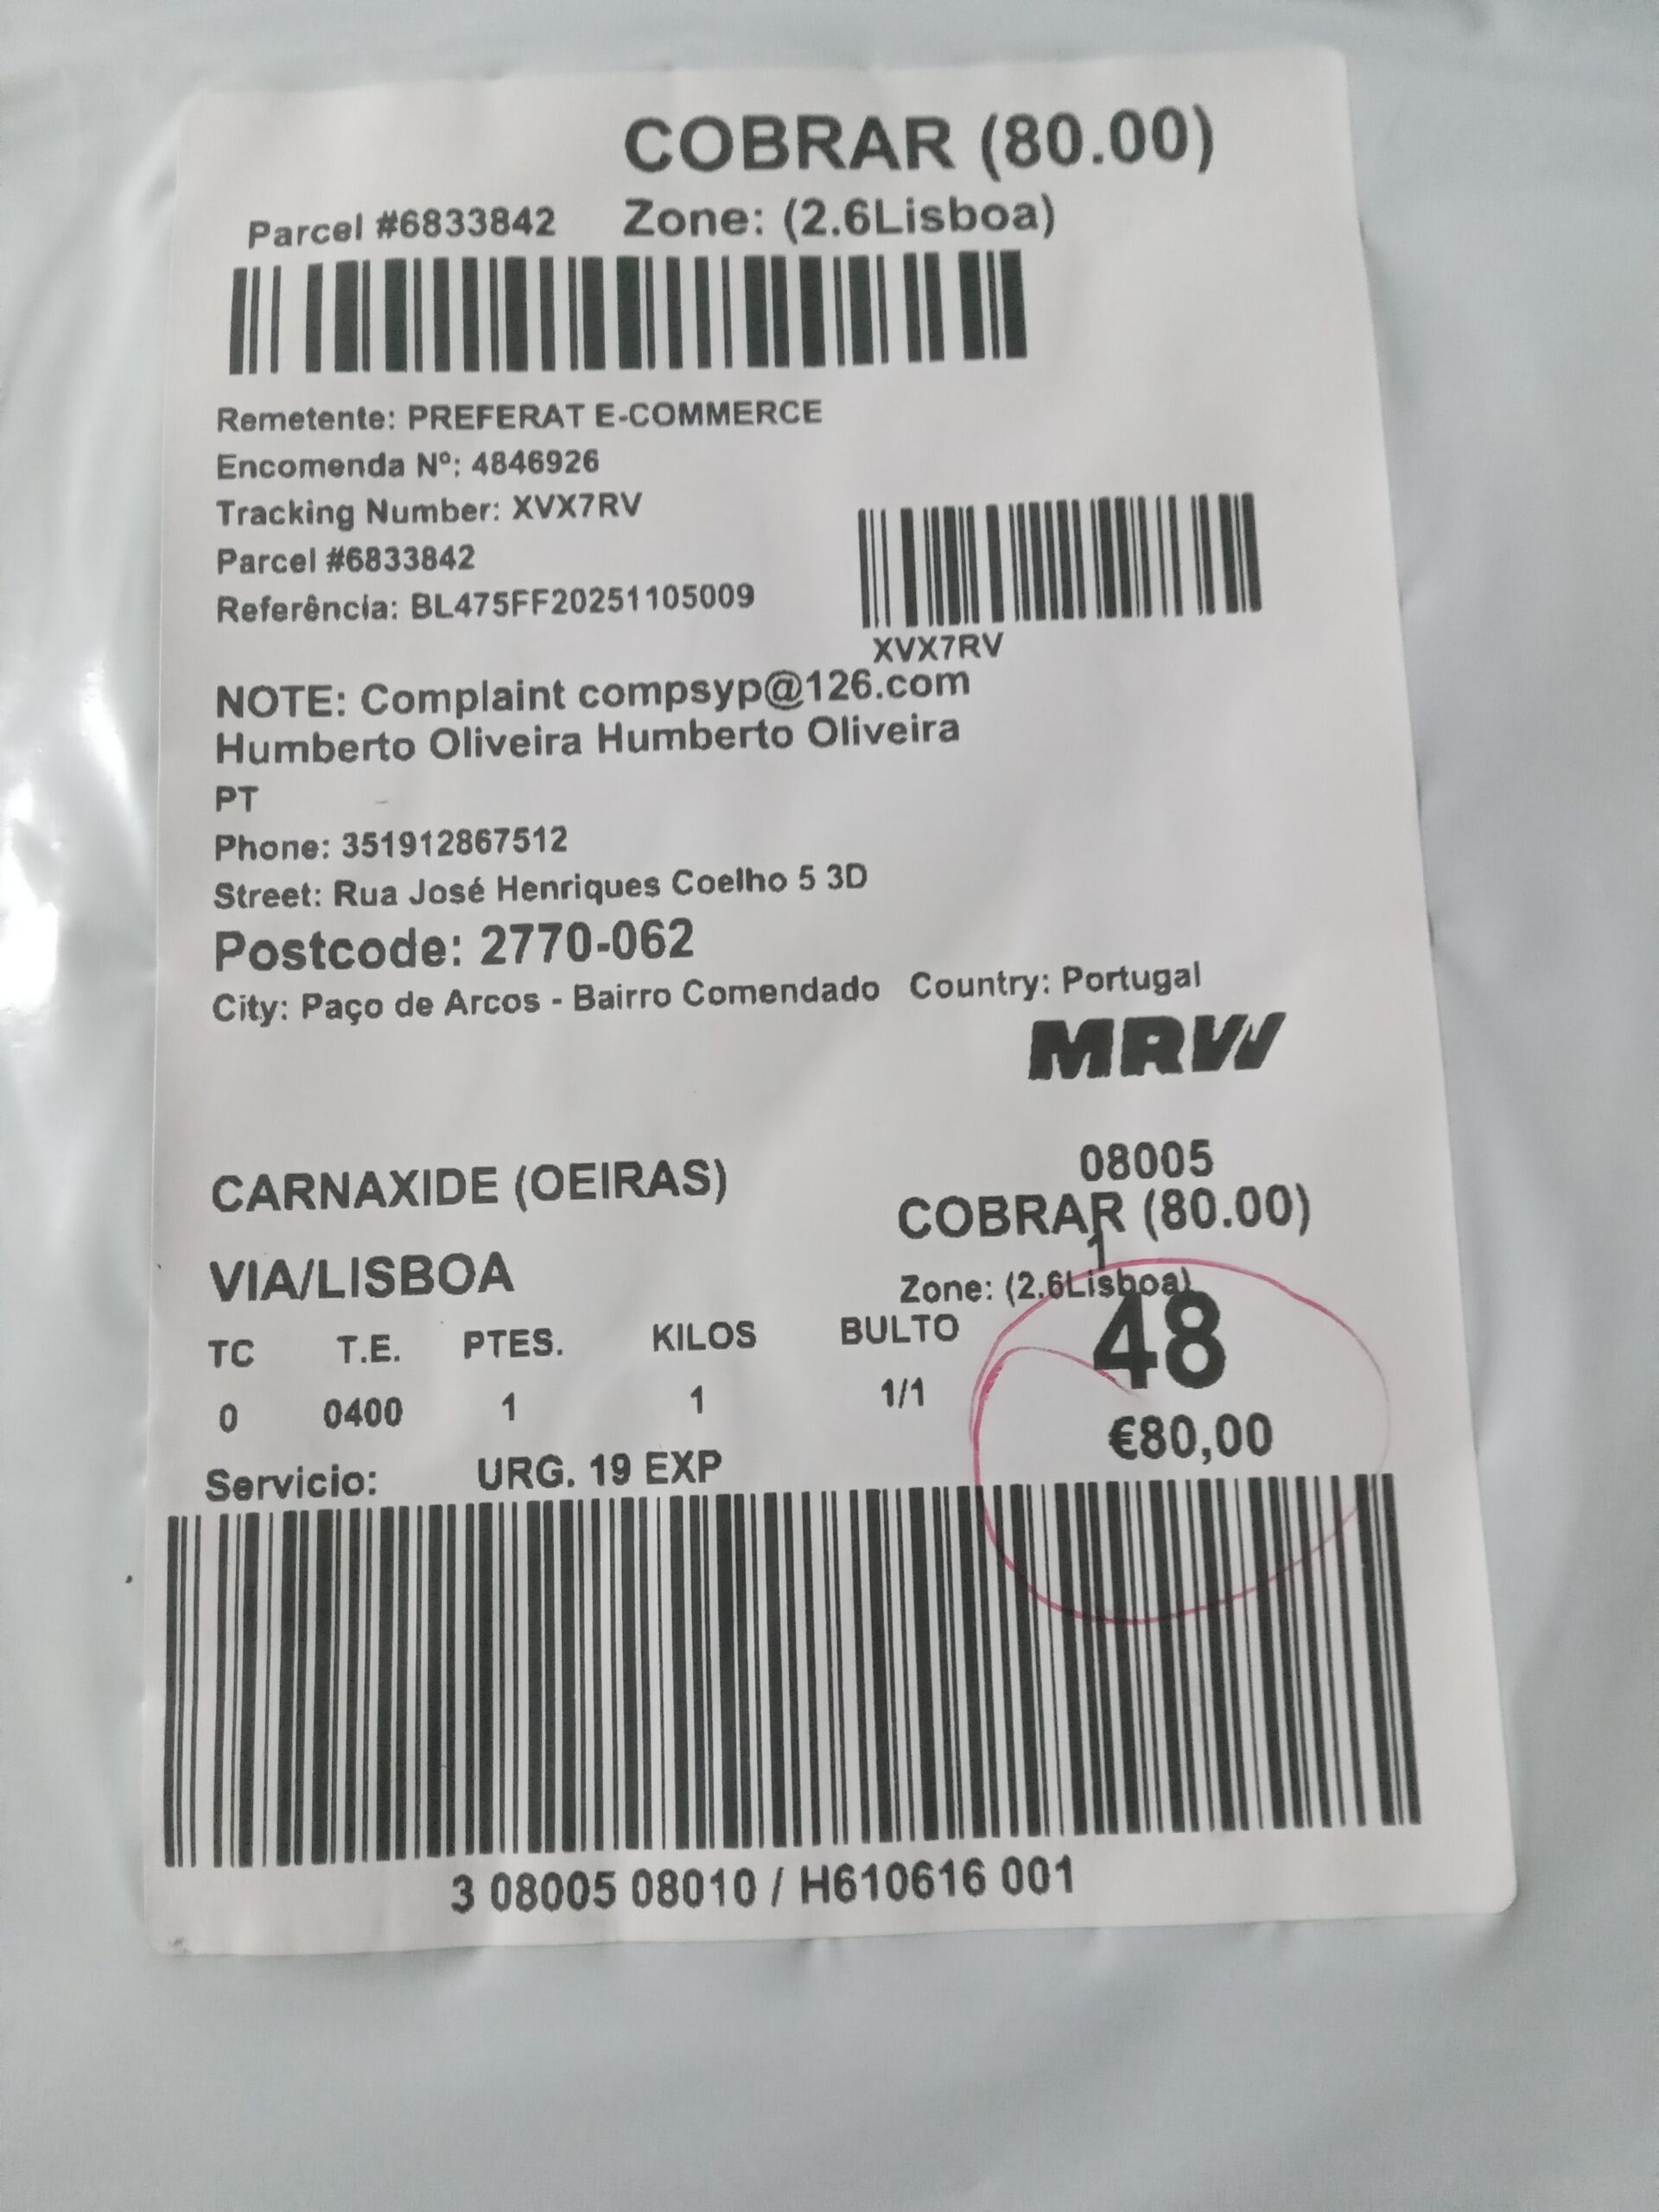 COBRAR (80.00)
Parcel #6833842 Zone: (2.6Lisboa)
Remetente: PREFERAT E-COMMERCE
Encomenda Nº: 4846926
Tracking Number: XVX7RV
Parcel #6833842
Referência: BL475FF20251105009
XVX7RV
NOTE: Complaint compsyp@126.com
Humberto Oliveira Humberto Oliveira
PT
Phone: 351912867512
Street: Rua José Henriques Coelho 5 3D
Postcode: 2770-062
City: Paço de Arcos - Bairro Comendado Country: Portugal
MRW
08005
CARNAXIDE (OEIRAS)
COBRAR (80.00)
1
VIA/LISBOA
Zone: (2.6Lisboa)
48
TC T.E. PTES. KILOS BULTO
0 0400 1 1 1/1
€80,00
Servicio: URG. 19 EXP
3 08005 08010 / H610616 001